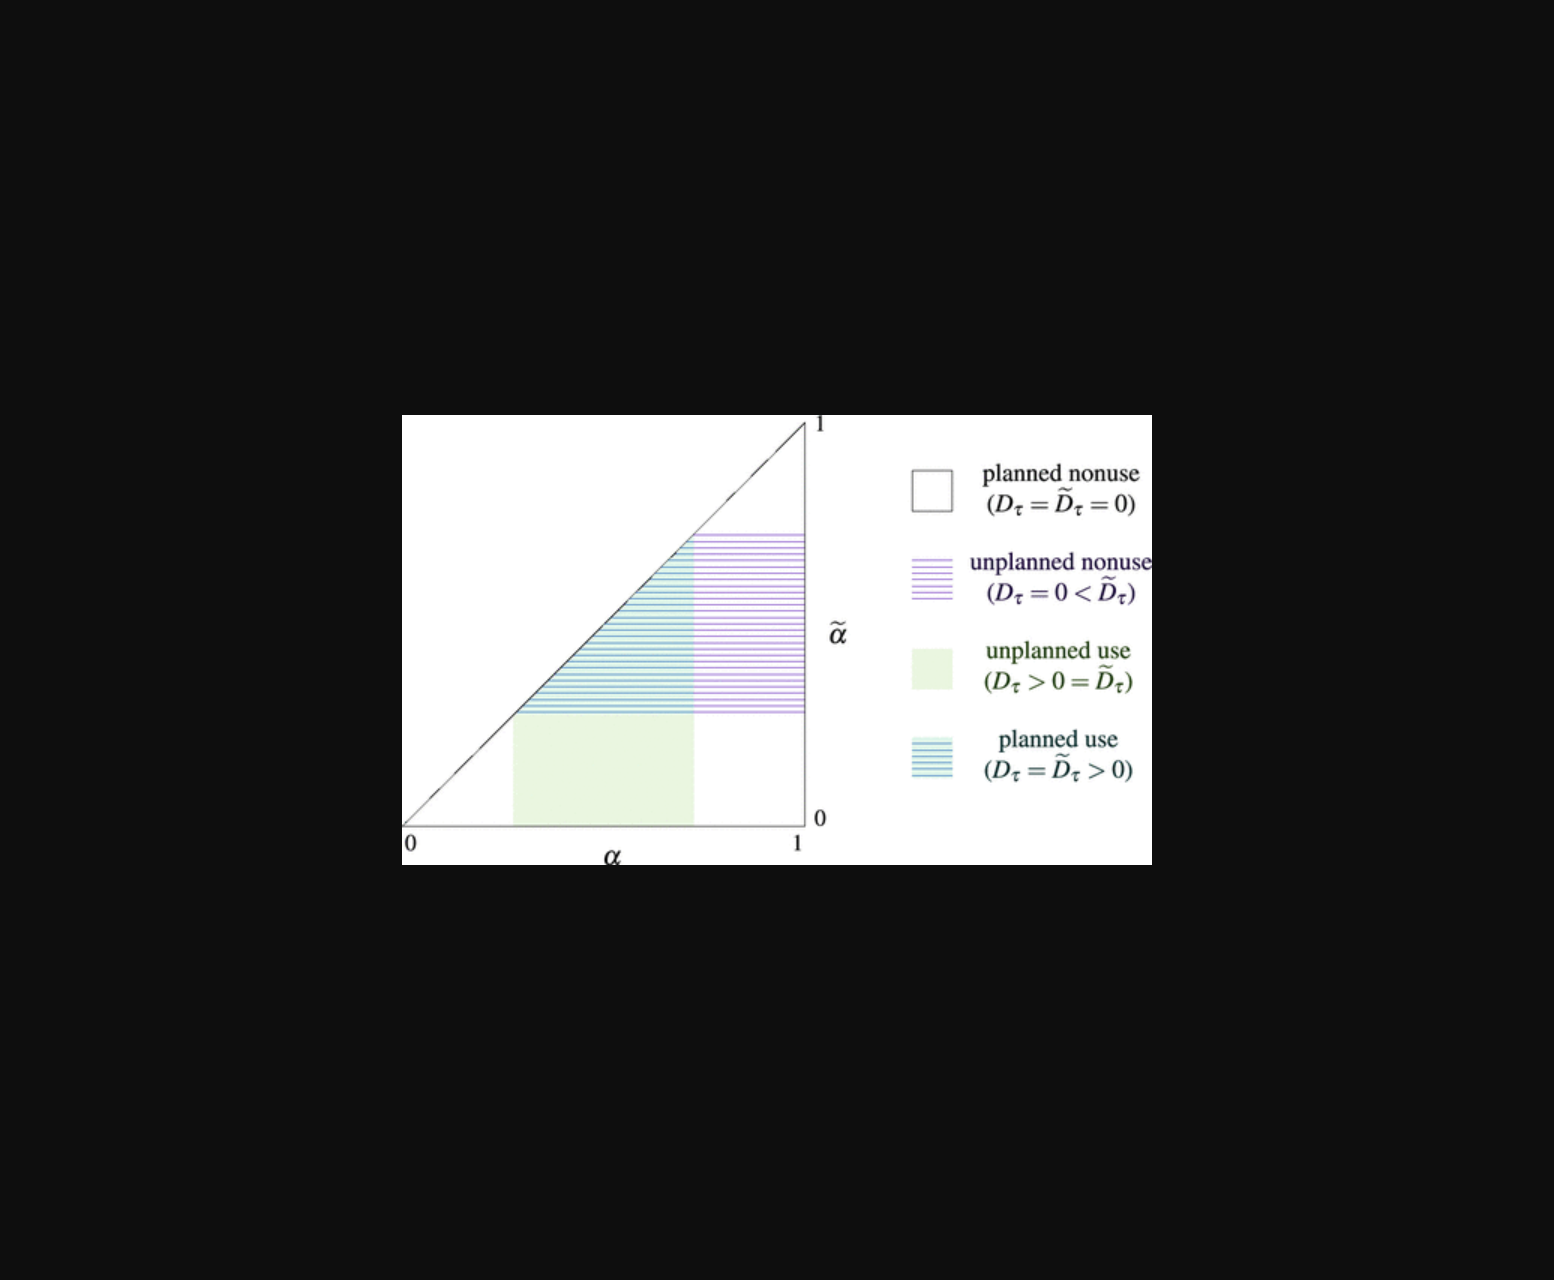 1
planned nonuse
(D_τ = D̃_τ = 0)
unplanned nonuse
(D_τ = 0 < D̃_τ)
α̃
unplanned use
(D_τ > 0 = D̃_τ)
planned use
(D_τ = D̃_τ > 0)
0
0
1
α